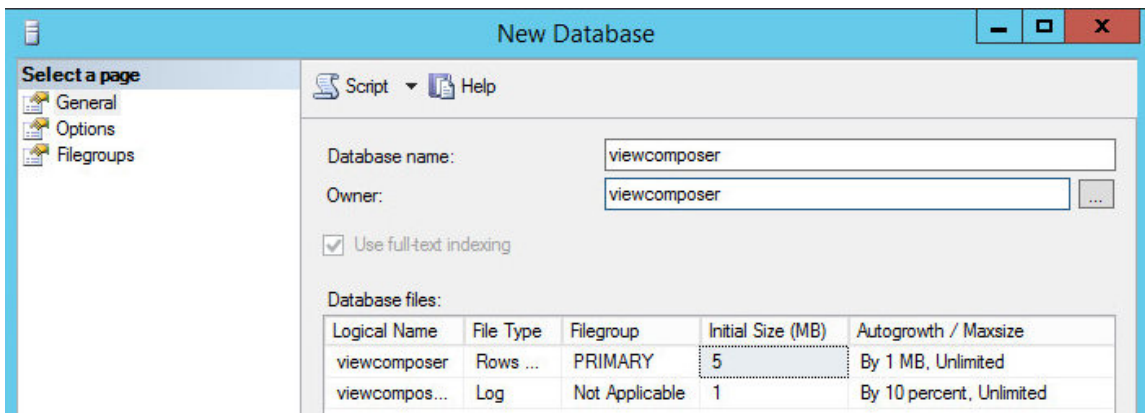 New Database
Select a page
General
Options
Filegroups
Script Help
Database name: viewcomposer
Owner: viewcomposer ...
Use full-text indexing
Database files:
Logical Name File Type Filegroup Initial Size (MB) Autogrowth / Maxsize
viewcomposer Rows ... PRIMARY 5 By 1 MB, Unlimited
viewcompos... Log Not Applicable 1 By 10 percent, Unlimited